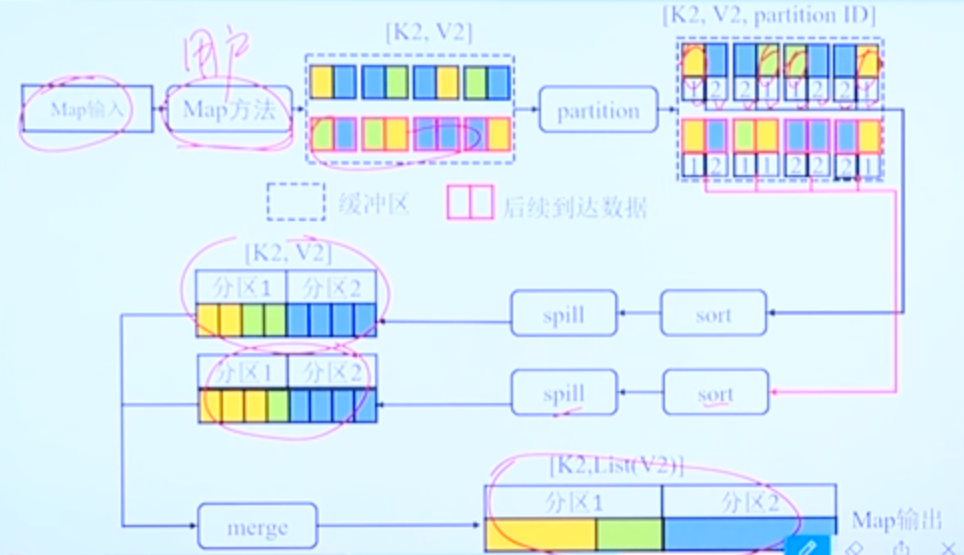 [K2, V2, partition ID]
[K2, V2]
用户
Map输入
Map方法
partition
1 2 1 1 1 2 2 1
1 2 1 1 2 2 2 1
缓冲区
后续到达数据
[K2, V2]
分区1 分区2
spill
sort
分区1 分区2
spill
sort
[K2,List(V2)]
分区1 分区2
merge
Map输出